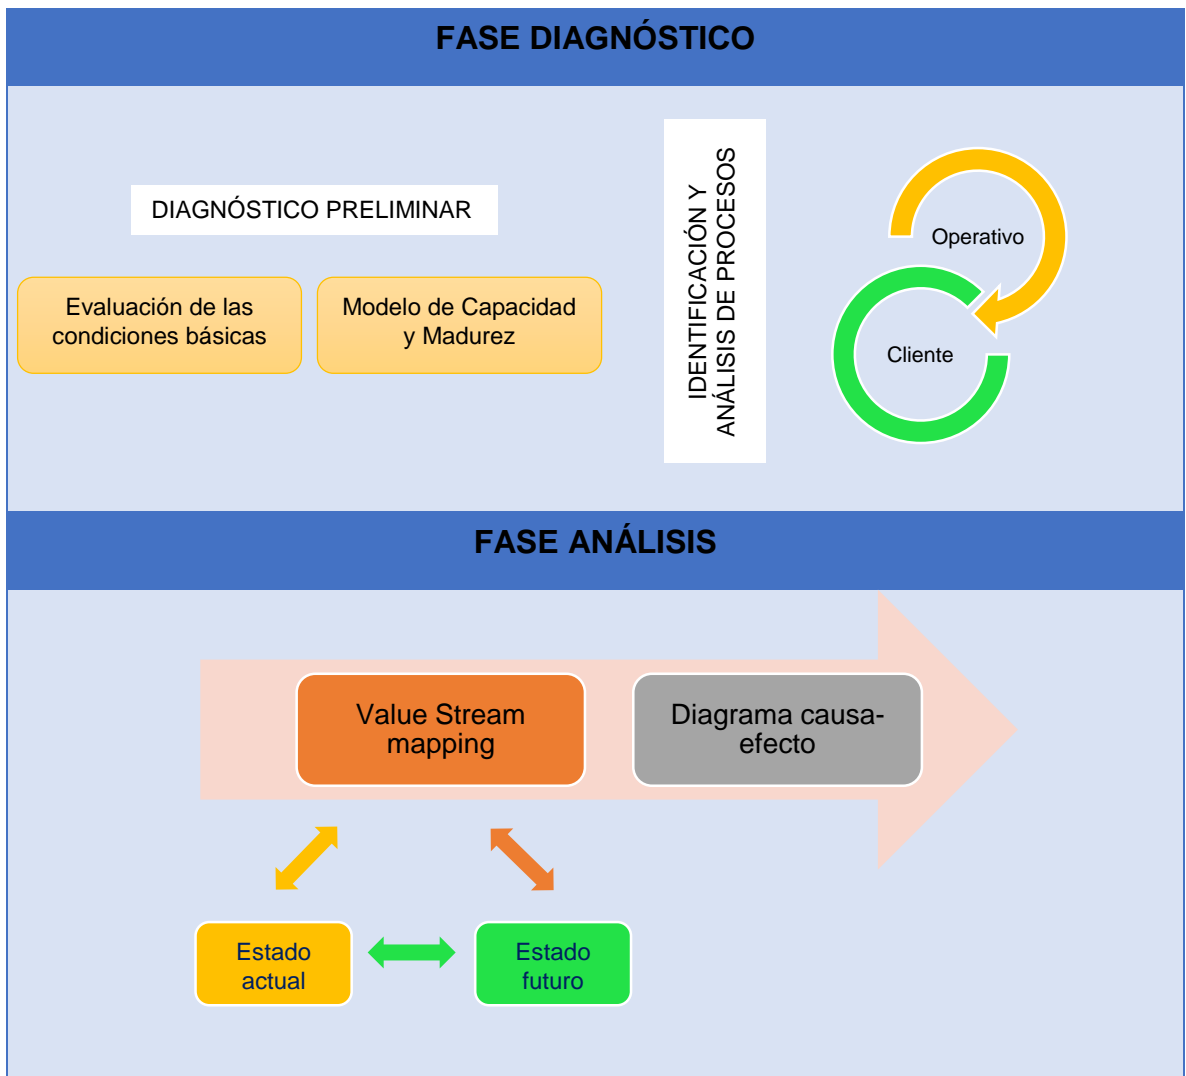 FASE DIAGNÓSTICO
DIAGNÓSTICO PRELIMINAR
Evaluación de las
condiciones básicas
Modelo de Capacidad
y Madurez
IDENTIFICACIÓN Y
ANÁLISIS DE PROCESOS
Operativo
Cliente
FASE ANÁLISIS
Value Stream
mapping
Diagrama causa-
efecto
Estado
actual
Estado
futuro